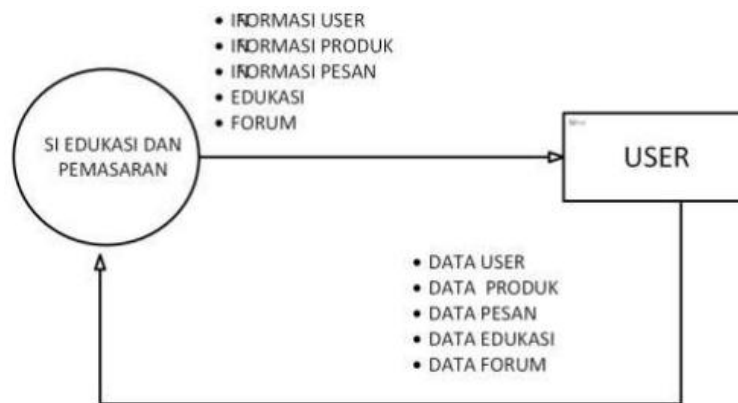 • INFORMASI USER
• INFORMASI PRODUK
• INFORMASI PESAN
• EDUKASI
• FORUM
SI EDUKASI DAN
PEMASARAN
USER
• DATA USER
• DATA PRODUK
• DATA PESAN
• DATA EDUKASI
• DATA FORUM